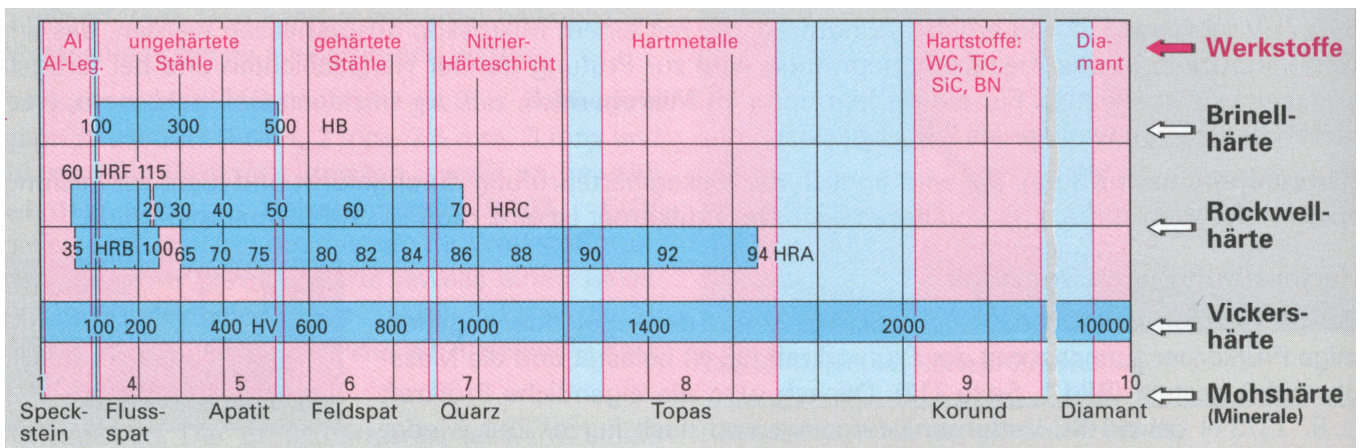 Al ungehärtete gehärtete Nitrier- Hartmetalle Hartstoffe: Dia- Werkstoffe
Al-Leg. Stähle Stähle Härteschicht WC, TiC, mant
SiC, BN
100 300 500 HB Brinell-
härte
60 HRF 115
20 30 40 50 60 70 HRC Rockwell-
härte
35 HRB 100 65 70 75 80 82 84 86 88 90 92 94 HRA
100 200 400 HV 600 800 1000 1400 2000 10000 Vickers-
härte
1 4 5 6 7 8 9 10 Mohshärte
(Minerale)
Speck- Fluss- Apatit Feldspat Quarz Topas Korund Diamant
stein spat